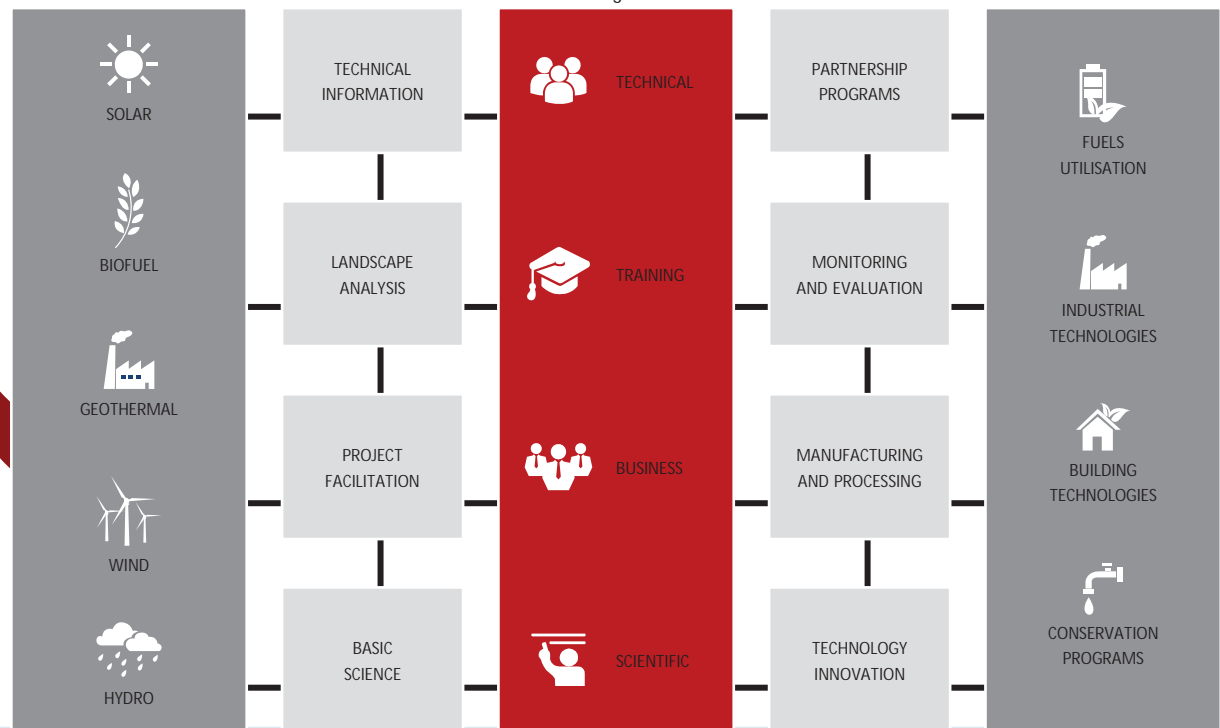 SOLAR
BIOFUEL
GEOTHERMAL
WIND
HYDRO
TECHNICAL
INFORMATION
LANDSCAPE
ANALYSIS
PROJECT
FACILITATION
BASIC
SCIENCE
TECHNICAL
TRAINING
BUSINESS
SCIENTIFIC
PARTNERSHIP
PROGRAMS
MONITORING
AND EVALUATION
MANUFACTURING
AND PROCESSING
TECHNOLOGY
INNOVATION
FUELS
UTILISATION
INDUSTRIAL
TECHNOLOGIES
BUILDING
TECHNOLOGIES
CONSERVATION
PROGRAMS